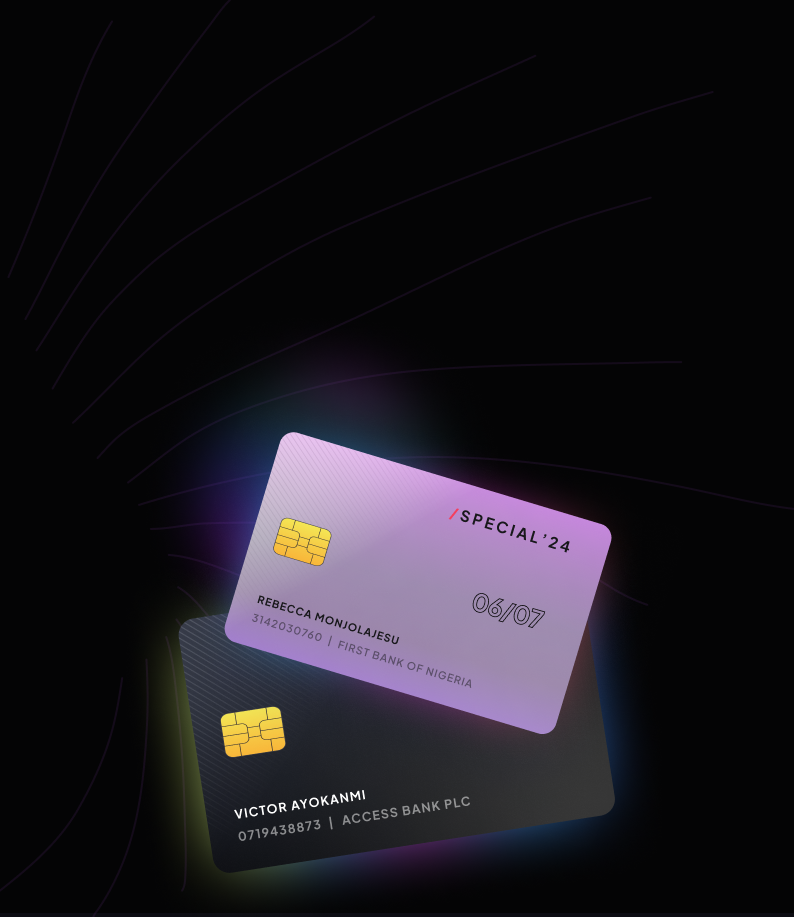 /SPECIAL’24
06/07
REBECCA MONJOLAJESU
3142030760 | FIRST BANK OF NIGERIA
VICTOR AYOKANMI
0719438873 | ACCESS BANK PLC